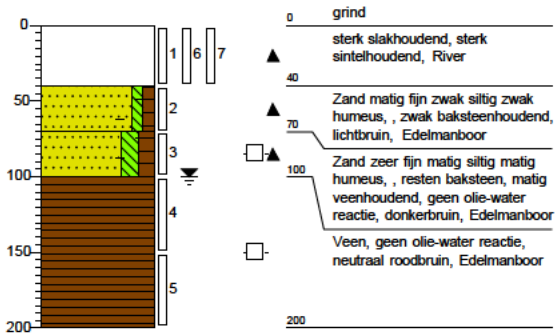 0
50
100
150
200
1 6 7
2
3
4
5
0 grind
sterk slakhoudend, sterk
sintelhoudend, River
40
Zand matig fijn zwak siltig zwak
humeus, , zwak baksteenhoudend,
lichtbruin, Edelmanboor
70
Zand zeer fijn matig siltig matig
humeus, , resten baksteen, matig
veenhoudend, geen olie-water
reactie, donkerbruin, Edelmanboor
100
Veen, geen olie-water reactie,
neutraal roodbruin, Edelmanboor
200